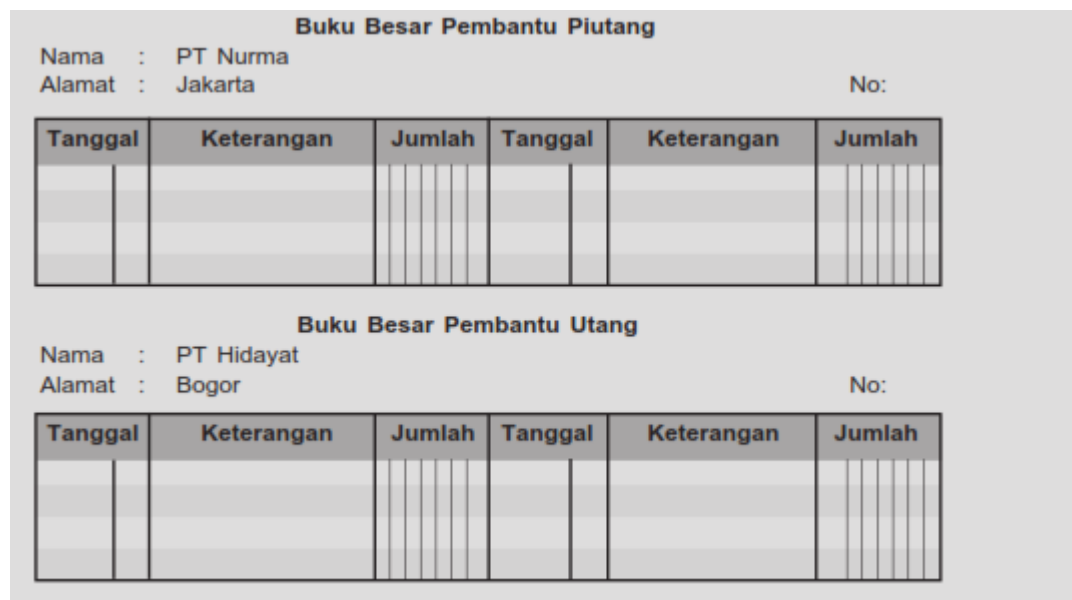 Buku Besar Pembantu Piutang
Nama : PT Nurma
Alamat : Jakarta No:
Tanggal Keterangan Jumlah Tanggal Keterangan Jumlah
Buku Besar Pembantu Utang
Nama : PT Hidayat
Alamat : Bogor No:
Tanggal Keterangan Jumlah Tanggal Keterangan Jumlah